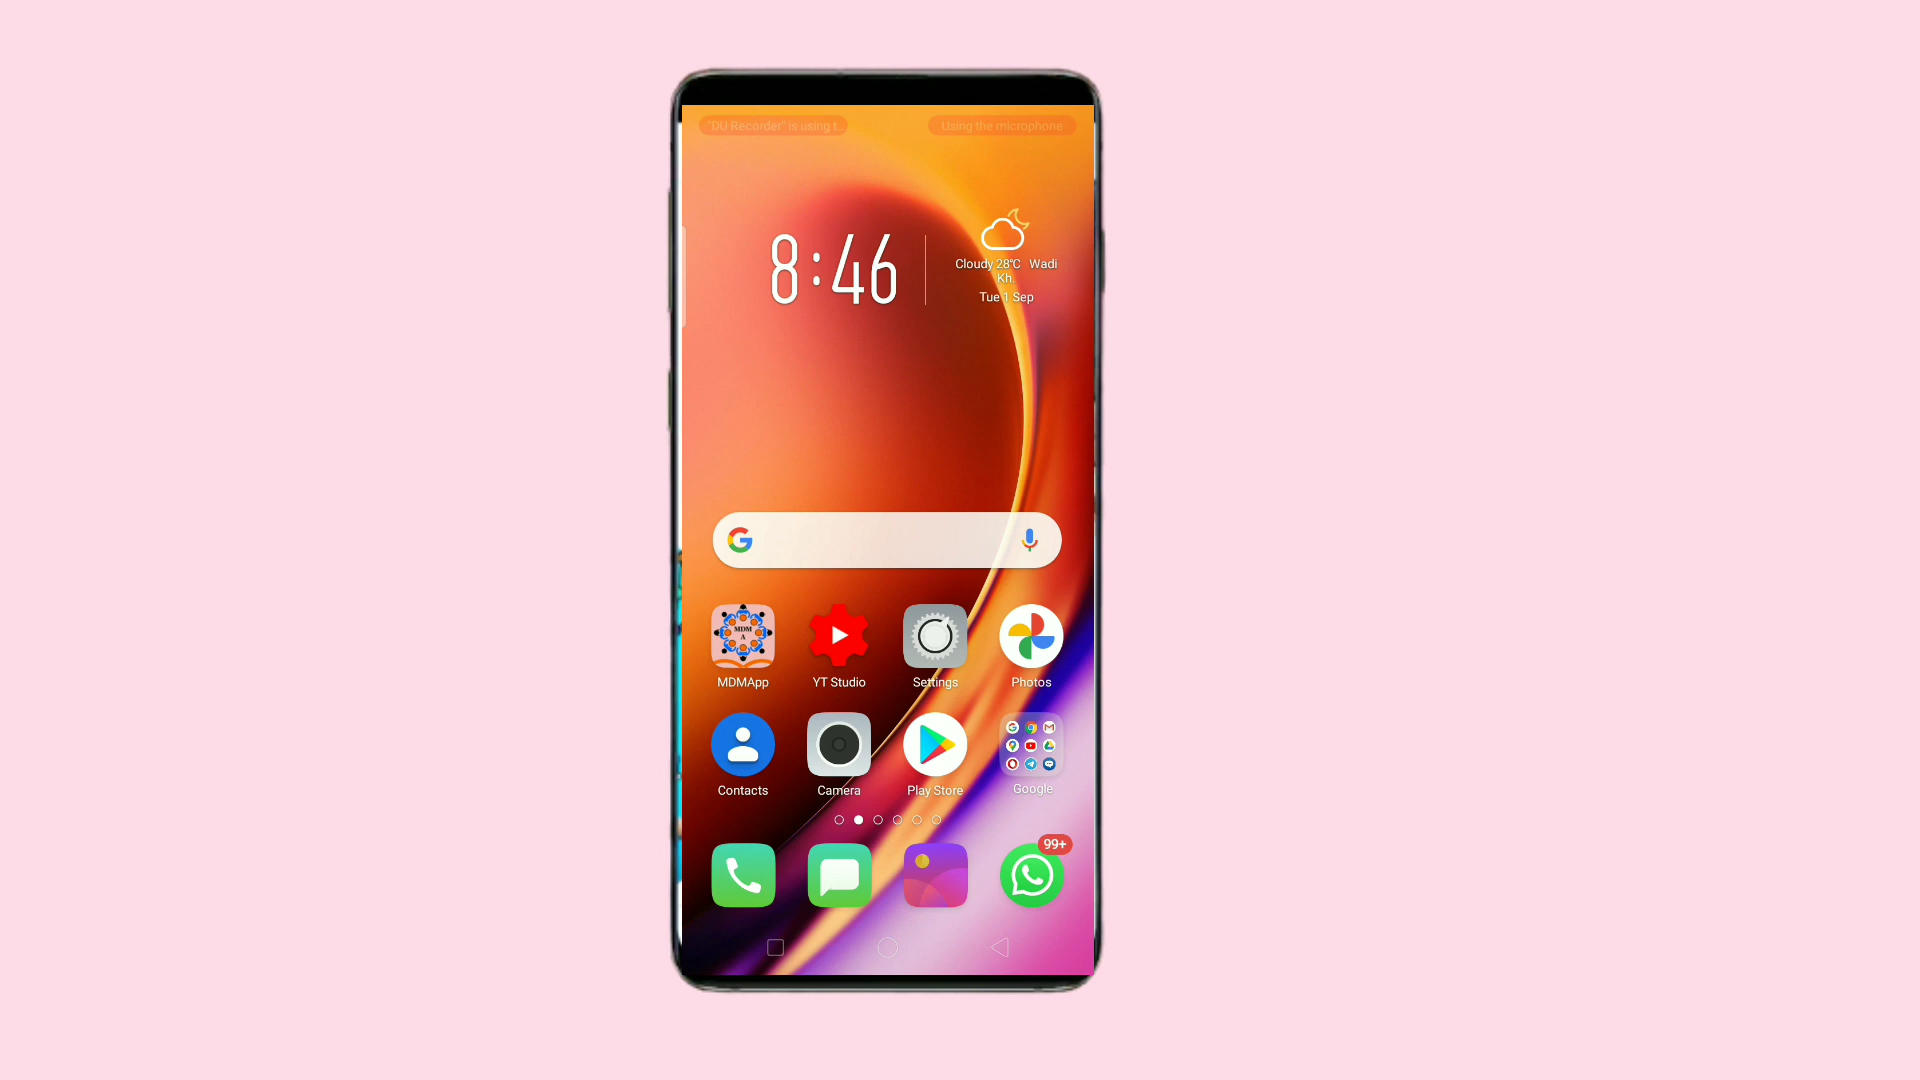 "DU Recorder" is using t...
Using the microphone
8:46
Cloudy 28°C Wadi
Kh.
Tue 1 Sep
MDM
A
MDMApp
YT Studio
Settings
Photos
Contacts
Camera
Play Store
Google
99+